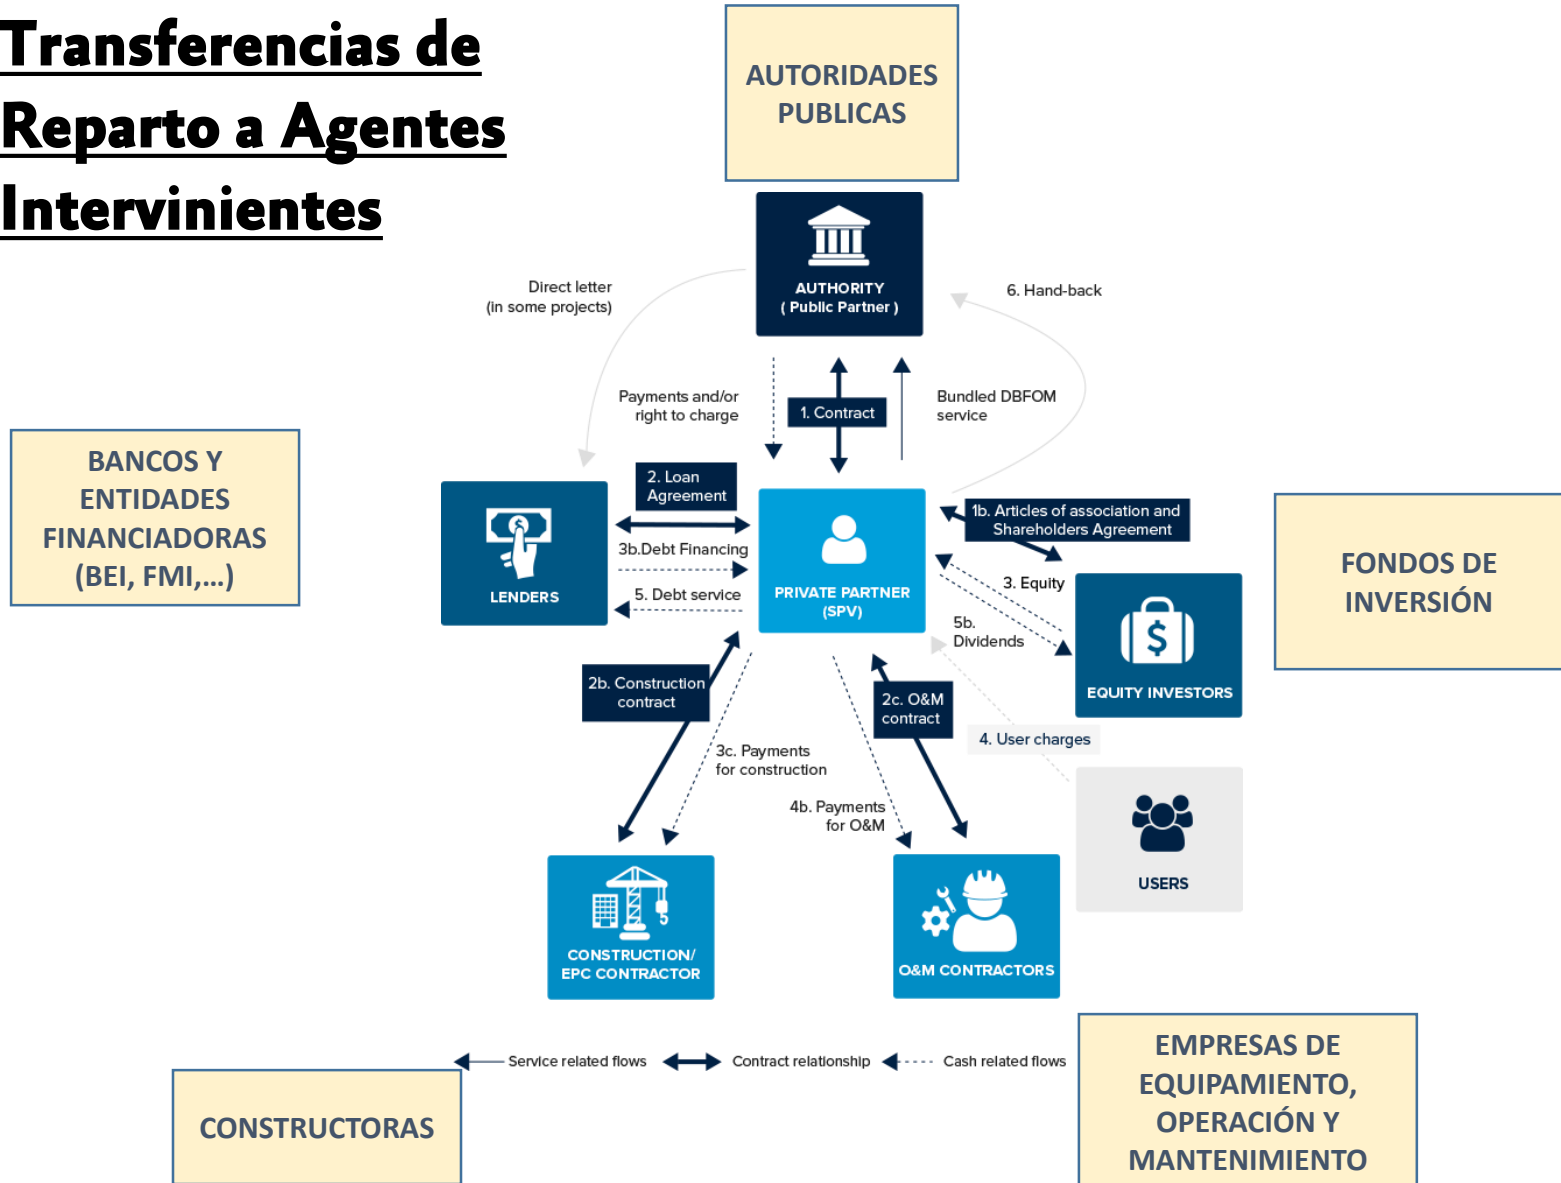 Transferencias de
Reparto a Agentes
Intervinientes
AUTORIDADES
PUBLICAS
AUTHORITY
( Public Partner )
Direct letter
(in some projects)
6. Hand-back
Payments and/or
right to charge
1. Contract
Bundled DBFOM
service
BANCOS Y
ENTIDADES
FINANCIADORAS
(BEI, FMI,...)
2. Loan
Agreement
LENDERS
3b.Debt Financing
5. Debt service
PRIVATE PARTNER
(SPV)
1b. Articles of association and
Shareholders Agreement
3. Equity
5b.
Dividends
EQUITY INVESTORS
FONDOS DE
INVERSIÓN
2b. Construction
contract
2c. O&M
contract
4. User charges
3c. Payments
for construction
4b. Payments
for O&M
USERS
CONSTRUCTION/
EPC CONTRACTOR
O&M CONTRACTORS
Service related flows
Contract relationship
Cash related flows
CONSTRUCTORAS
EMPRESAS DE
EQUIPAMIENTO,
OPERACIÓN Y
MANTENIMIENTO